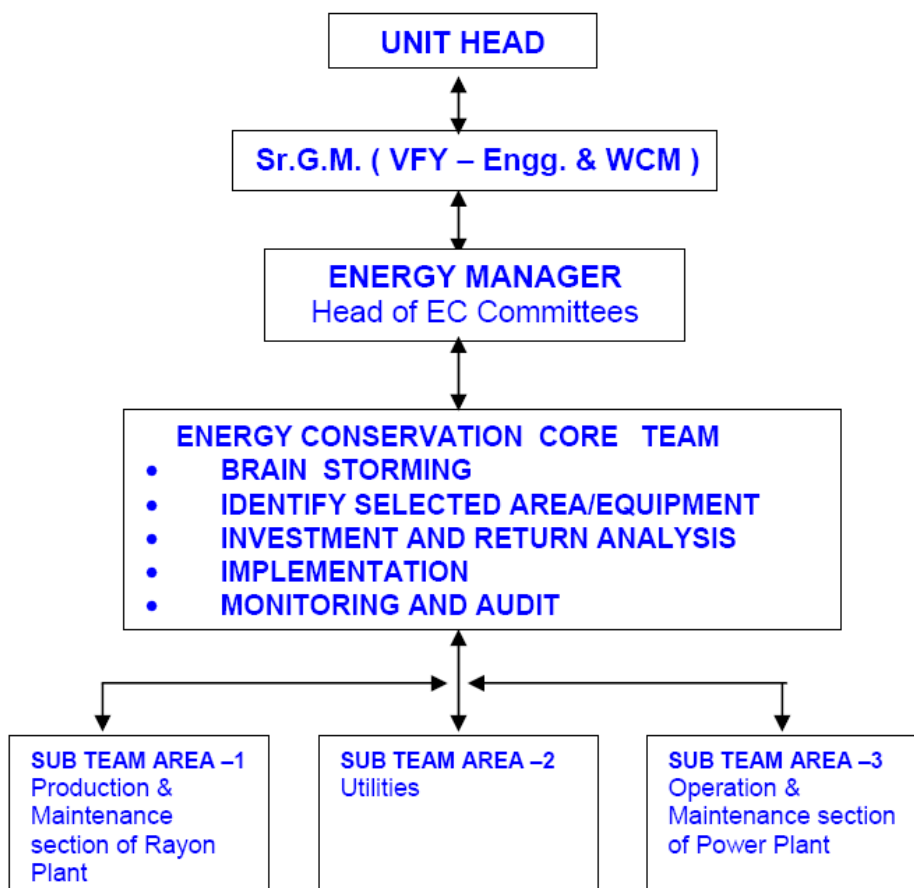 UNIT HEAD
Sr.G.M. ( VFY – Engg. & WCM )
ENERGY MANAGER
Head of EC Committees
ENERGY CONSERVATION CORE TEAM
• BRAIN STORMING
• IDENTIFY SELECTED AREA/EQUIPMENT
• INVESTMENT AND RETURN ANALYSIS
• IMPLEMENTATION
• MONITORING AND AUDIT
SUB TEAM AREA –1
Production &
Maintenance
section of Rayon
Plant
SUB TEAM AREA –2
Utilities
SUB TEAM AREA –3
Operation &
Maintenance section
of Power Plant